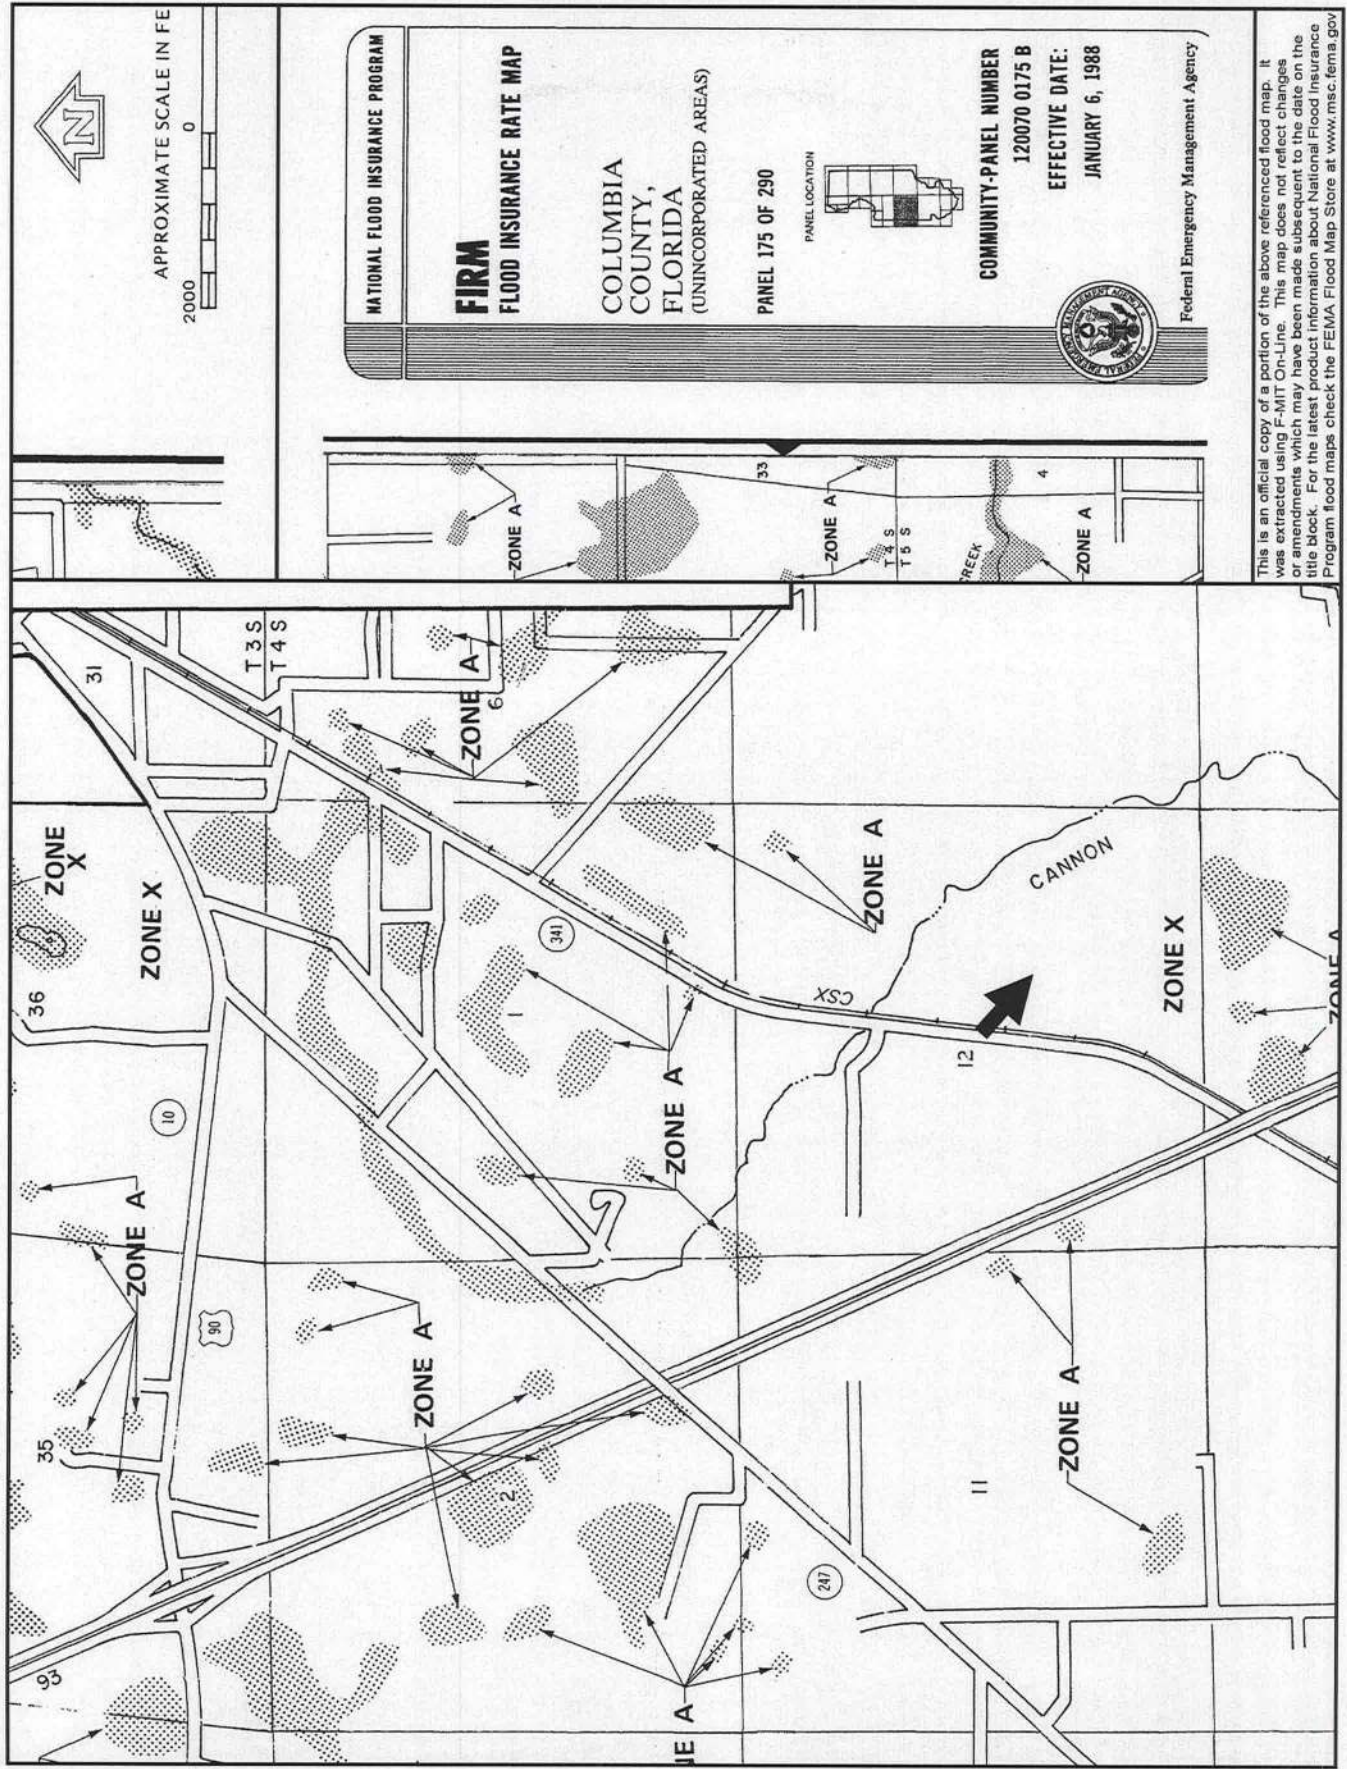 APPROXIMATE SCALE IN FE
2000 0
N
NATIONAL FLOOD INSURANCE PROGRAM
FIRM
FLOOD INSURANCE RATE MAP
COLUMBIA
COUNTY,
FLORIDA
(UNINCORPORATED AREAS)
PANEL 175 OF 290
PANEL LOCATION
COMMUNITY-PANEL NUMBER
120070 0175 B
EFFECTIVE DATE:
JANUARY 6, 1988
Federal Emergency Management Agency
This is an official copy of a portion of the above referenced flood map. It
was extracted using F-MIT On-Line. This map does not reflect changes
or amendments which may have been made subsequent to the date on the
title block. For the latest product information about National Flood Insurance
Program flood maps check the FEMA Flood Map Store at www.msc.fema.gov
ZONE A
33
ZONE A
T 4 S
T 5 S
REEK
4
ZONE A
31
T 3 S
T 4 S
ZONE A
6
ZONE
X
ZONE X
36
10
341
1
ZONE A
CSX
ZONE A
CANNON
12
ZONE X
ZONE A
ZONE A
90
35
ZONE A
2
93
247
ZONE A
11
NE A